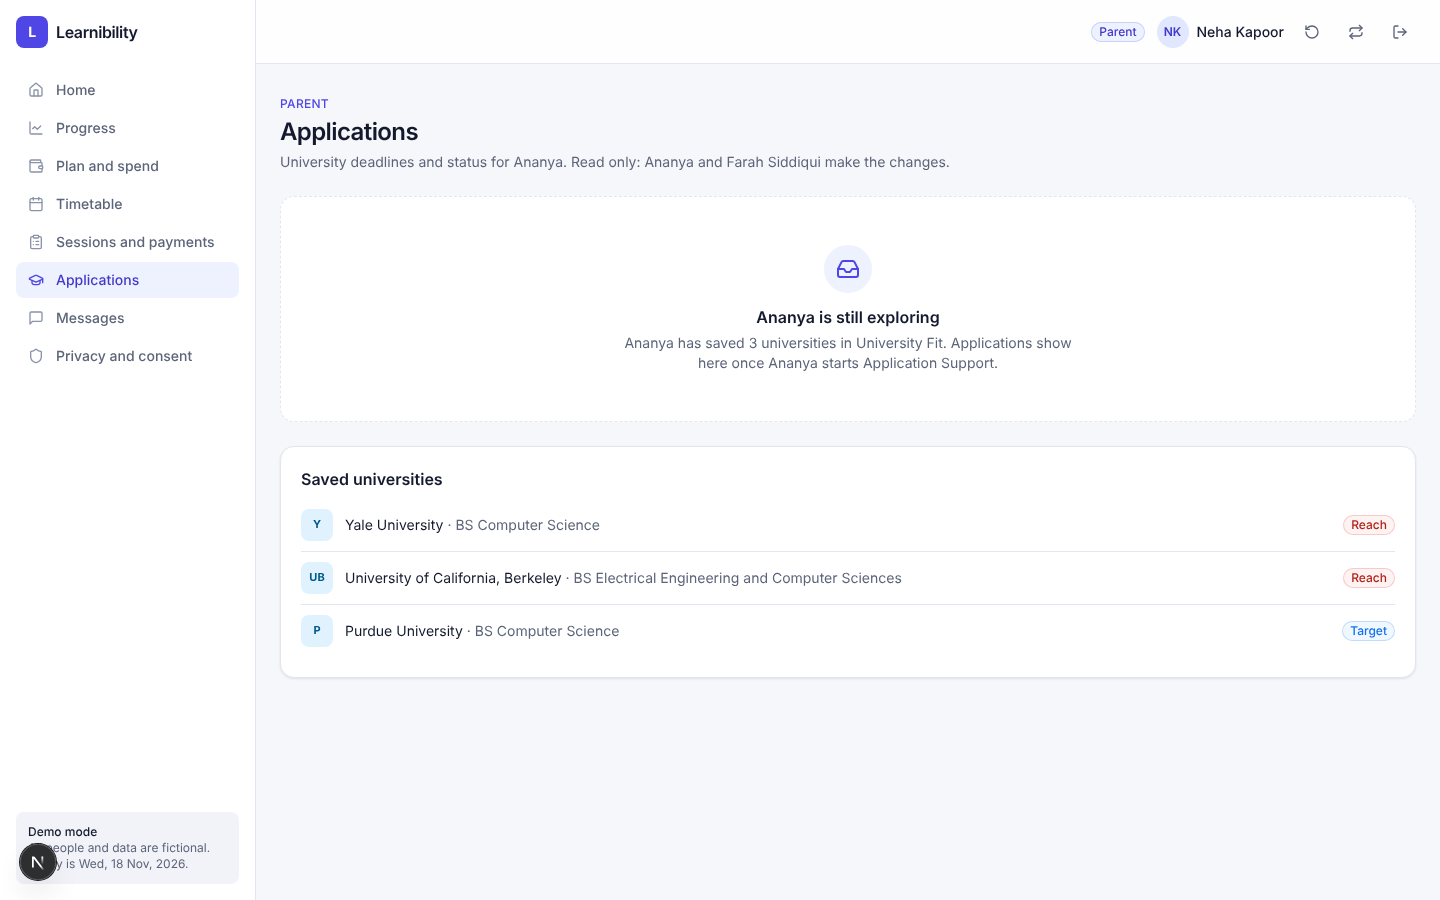 L Learnibility
Parent NK Neha Kapoor
Home
Progress
Plan and spend
Timetable
Sessions and payments
Applications
Messages
Privacy and consent
PARENT
Applications
University deadlines and status for Ananya. Read only: Ananya and Farah Siddiqui make the changes.
Ananya is still exploring
Ananya has saved 3 universities in University Fit. Applications show
here once Ananya starts Application Support.
Saved universities
Y Yale University · BS Computer Science Reach
UB University of California, Berkeley · BS Electrical Engineering and Computer Sciences Reach
P Purdue University · BS Computer Science Target
Demo mode
people and data are fictional.
is Wed, 18 Nov, 2026.
N